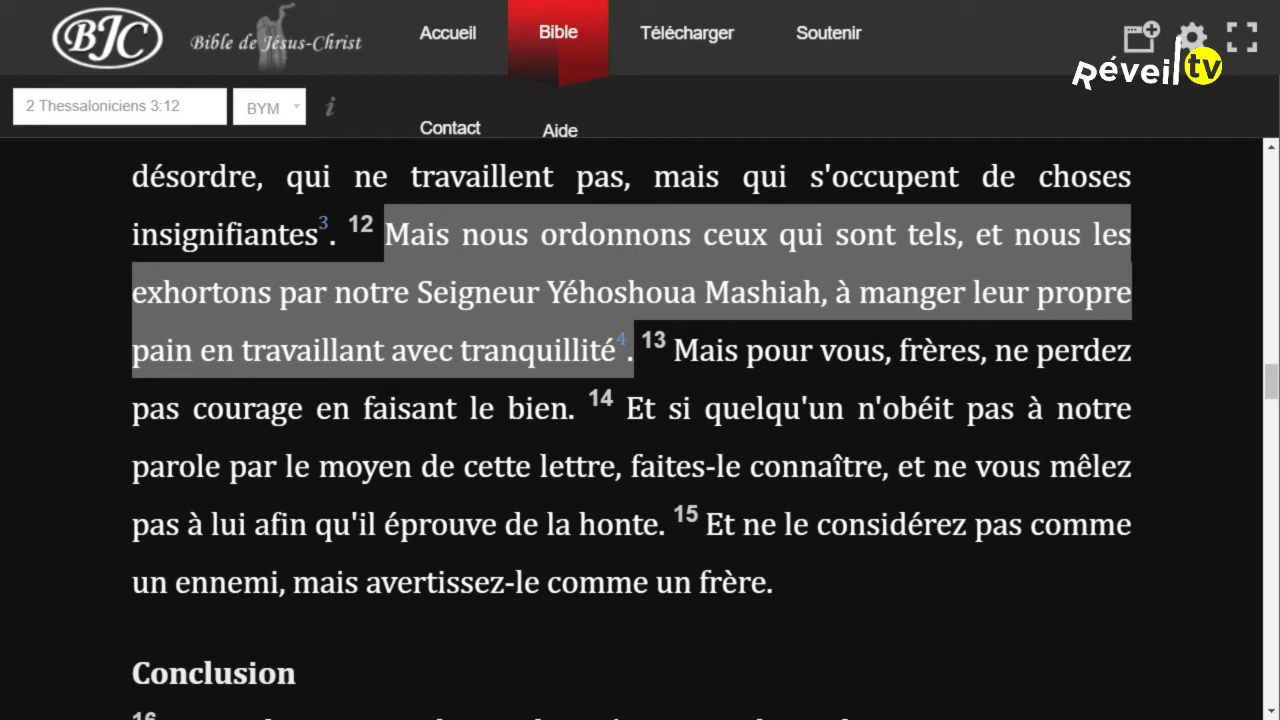 BJC Bible de Jésus-Christ
Accueil Bible Télécharger Soutenir
Réveil tv
2 Thessaloniciens 3:12 BYM i
Contact Aide
désordre, qui ne travaillent pas, mais qui s'occupent de choses
insignifiantes3. 12 Mais nous ordonnons ceux qui sont tels, et nous les
exhortons par notre Seigneur Yéhoshoua Mashiah, à manger leur propre
pain en travaillant avec tranquillité4. 13 Mais pour vous, frères, ne perdez
pas courage en faisant le bien. 14 Et si quelqu'un n'obéit pas à notre
parole par le moyen de cette lettre, faites-le connaître, et ne vous mêlez
pas à lui afin qu'il éprouve de la honte. 15 Et ne le considérez pas comme
un ennemi, mais avertissez-le comme un frère.
Conclusion
16